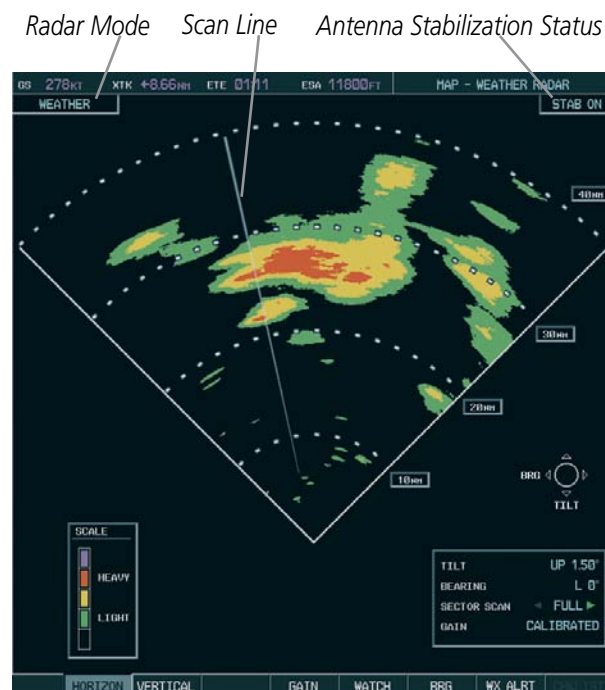 Radar Mode Scan Line Antenna Stabilization Status
GS 278KT XTK +8.66NM ETE 01:11 ESA 11800FT MAP - WEATHER RADAR
WEATHER STAB ON
40NM
30NM
20NM
10NM
BRG
TILT
SCALE
HEAVY
LIGHT
TILT UP 1.50°
BEARING L 0°
SECTOR SCAN FULL
GAIN CALIBRATED
HORIZON VERTICAL GAIN WATCH BRG WX ALRT